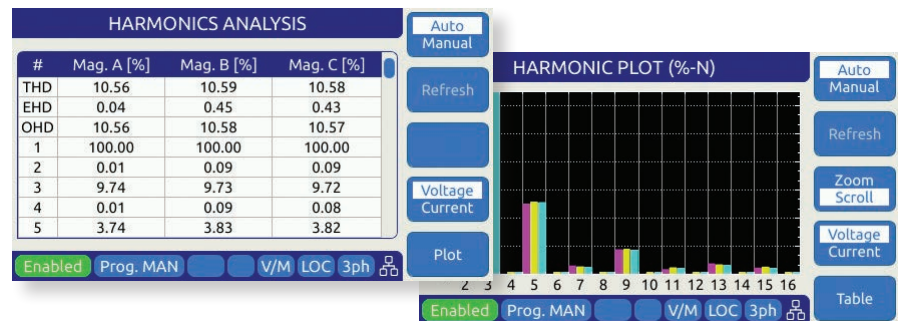 HARMONICS ANALYSIS
Auto
Manual
# Mag. A [%] Mag. B [%] Mag. C [%]
THD 10.56 10.59 10.58
EHD 0.04 0.45 0.43
OHD 10.56 10.58 10.57
1 100.00 100.00 100.00
2 0.01 0.09 0.09
3 9.74 9.73 9.72
4 0.01 0.09 0.08
5 3.74 3.83 3.82
Refresh
Voltage
Current
Plot
Enabled Prog. MAN V/M LOC 3ph
HARMONIC PLOT (%-N)
Auto
Manual
Refresh
Zoom
Scroll
Voltage
Current
Table
2 3 4 5 6 7 8 9 10 11 12 13 14 15 16
Enabled Prog. MAN V/M LOC 3ph